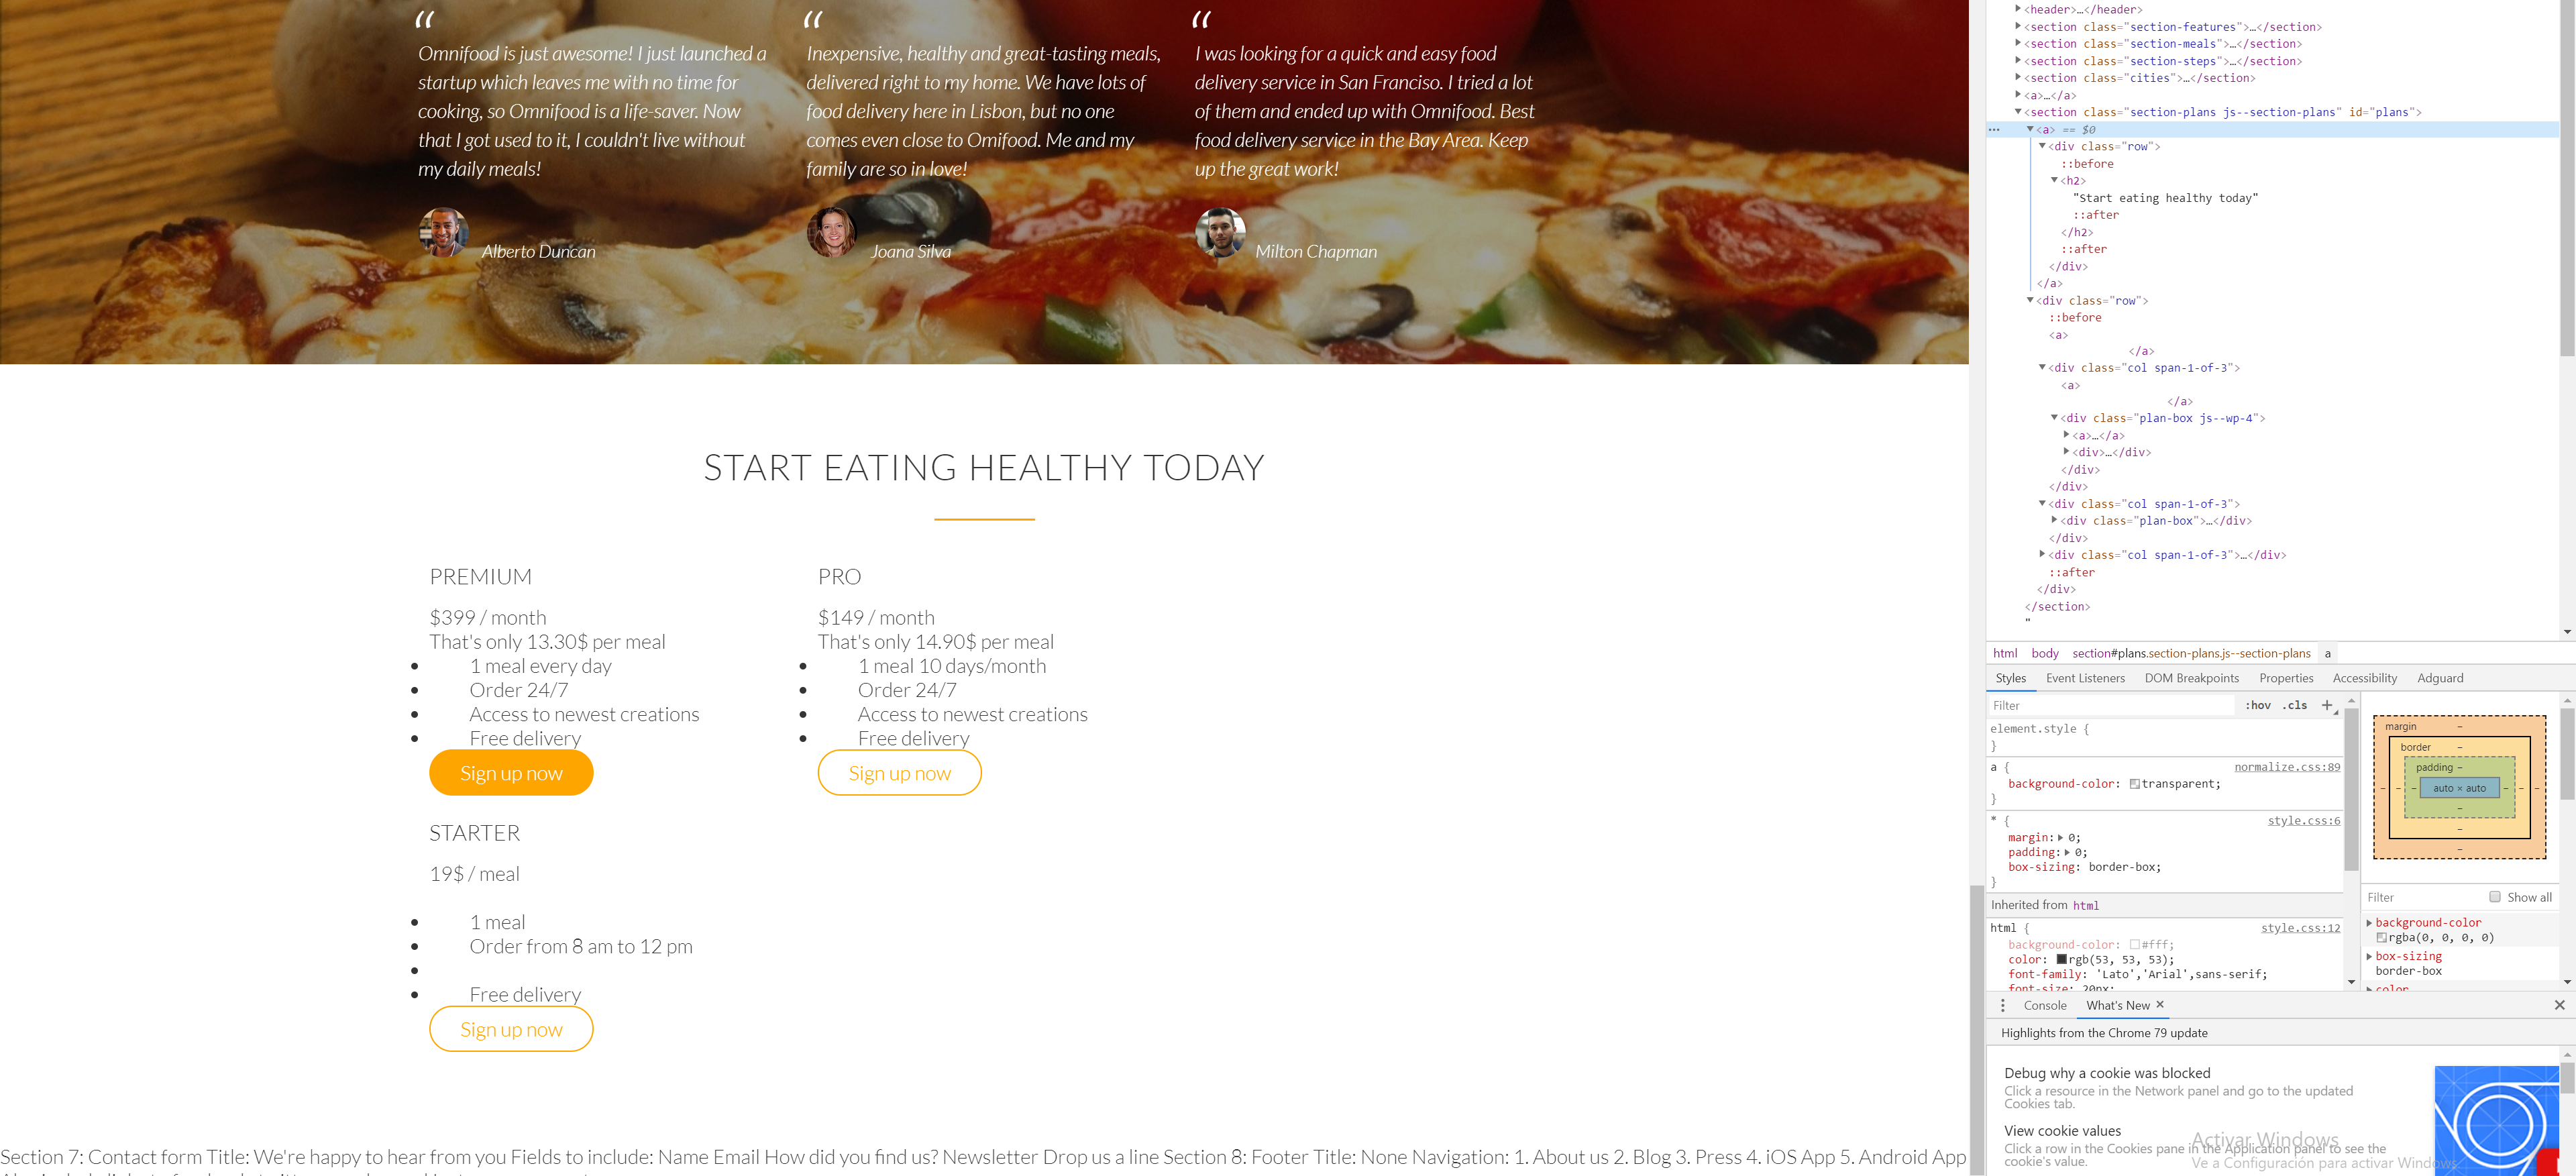 “ “ “
Omnifood is just awesome! I just launched a
startup which leaves me with no time for
cooking, so Omnifood is a life-saver. Now
that I got used to it, I couldn't live without
my daily meals!
Alberto Duncan
Inexpensive, healthy and great-tasting meals,
delivered right to my home. We have lots of
food delivery here in Lisbon, but no one
comes even close to Omifood. Me and my
family are so in love!
Joana Silva
I was looking for a quick and easy food
delivery service in San Franciso. I tried a lot
of them and ended up with Omnifood. Best
food delivery service in the Bay Area. Keep
up the great work!
Milton Chapman
START EATING HEALTHY TODAY
PREMIUM
$399 / month
That's only 13.30$ per meal
• 1 meal every day
• Order 24/7
• Access to newest creations
• Free delivery
Sign up now
PRO
$149 / month
That's only 14.90$ per meal
• 1 meal 10 days/month
• Order 24/7
• Access to newest creations
• Free delivery
Sign up now
STARTER
19$ / meal
• 1 meal
• Order from 8 am to 12 pm
•
• Free delivery
Sign up now
Section 7: Contact form Title: We're happy to hear from you Fields to include: Name Email How did you find us? Newsletter Drop us a line Section 8: Footer Title: None Navigation: 1. About us 2. Blog 3. Press 4. iOS App 5. Android App
<header>…</header>
<section class="section-features">…</section>
<section class="section-meals">…</section>
<section class="section-steps">…</section>
<section class="cities">…</section>
<a>…</a>
<section class="section-plans js--section-plans" id="plans">
… <a> == $0
<div class="row">
::before
<h2>
"Start eating healthy today"
::after
</h2>
::after
</div>
</a>
<div class="row">
::before
<a>
</a>
<div class="col span-1-of-3">
<a>
</a>
<div class="plan-box js--wp-4">
<a>…</a>
<div>…</div>
</div>
</div>
<div class="col span-1-of-3">
<div class="plan-box">…</div>
</div>
<div class="col span-1-of-3">…</div>
::after
</div>
</section>
"
html body section#plans.section-plans.js--section-plans a
Styles Event Listeners DOM Breakpoints Properties Accessibility Adguard
Filter :hov .cls +
element.style {
}
a { normalize.css:89
background-color: transparent;
}
* { style.css:6
margin: 0;
padding: 0;
box-sizing: border-box;
}
Inherited from html
html { style.css:12
background-color: #fff;
color: rgb(53, 53, 53);
font-family: 'Lato','Arial',sans-serif;
font-size: 20px;
margin –
border –
padding –
– – – auto × auto – – –
–
–
–
Filter Show all
background-color
rgba(0, 0, 0, 0)
box-sizing
border-box
color
Console What's New ×
Highlights from the Chrome 79 update
Debug why a cookie was blocked
Click a resource in the Network panel and go to the updated
Cookies tab.
View cookie values
Click a row in the Cookies pane in the Application panel to see the
cookie's value.
Activar Windows
Ve a Configuración para activar Windows.